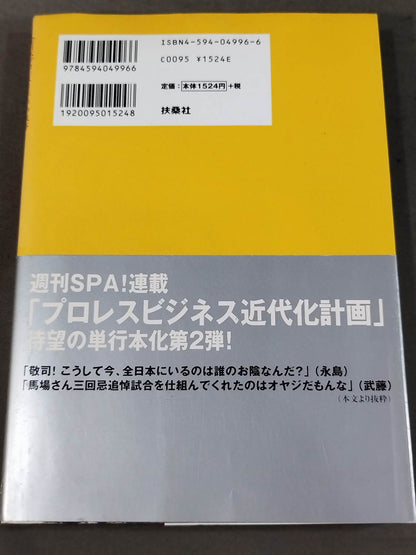 ISBN4-594-04996-6
C0095 ¥1524E
9784594049966
定価：本体1524円+税
扶桑社
1920095015248
週刊SPA!連載
「プロレスビジネス近代化計画」
待望の単行本化第2弾!
「敬司! こうして今、全日本にいるのは誰のお陰なんだ?」（永島）
「馬場さん三回忌追悼試合を仕組んでくれたのはオヤジだもんな」（武藤）
（本文より抜粋）